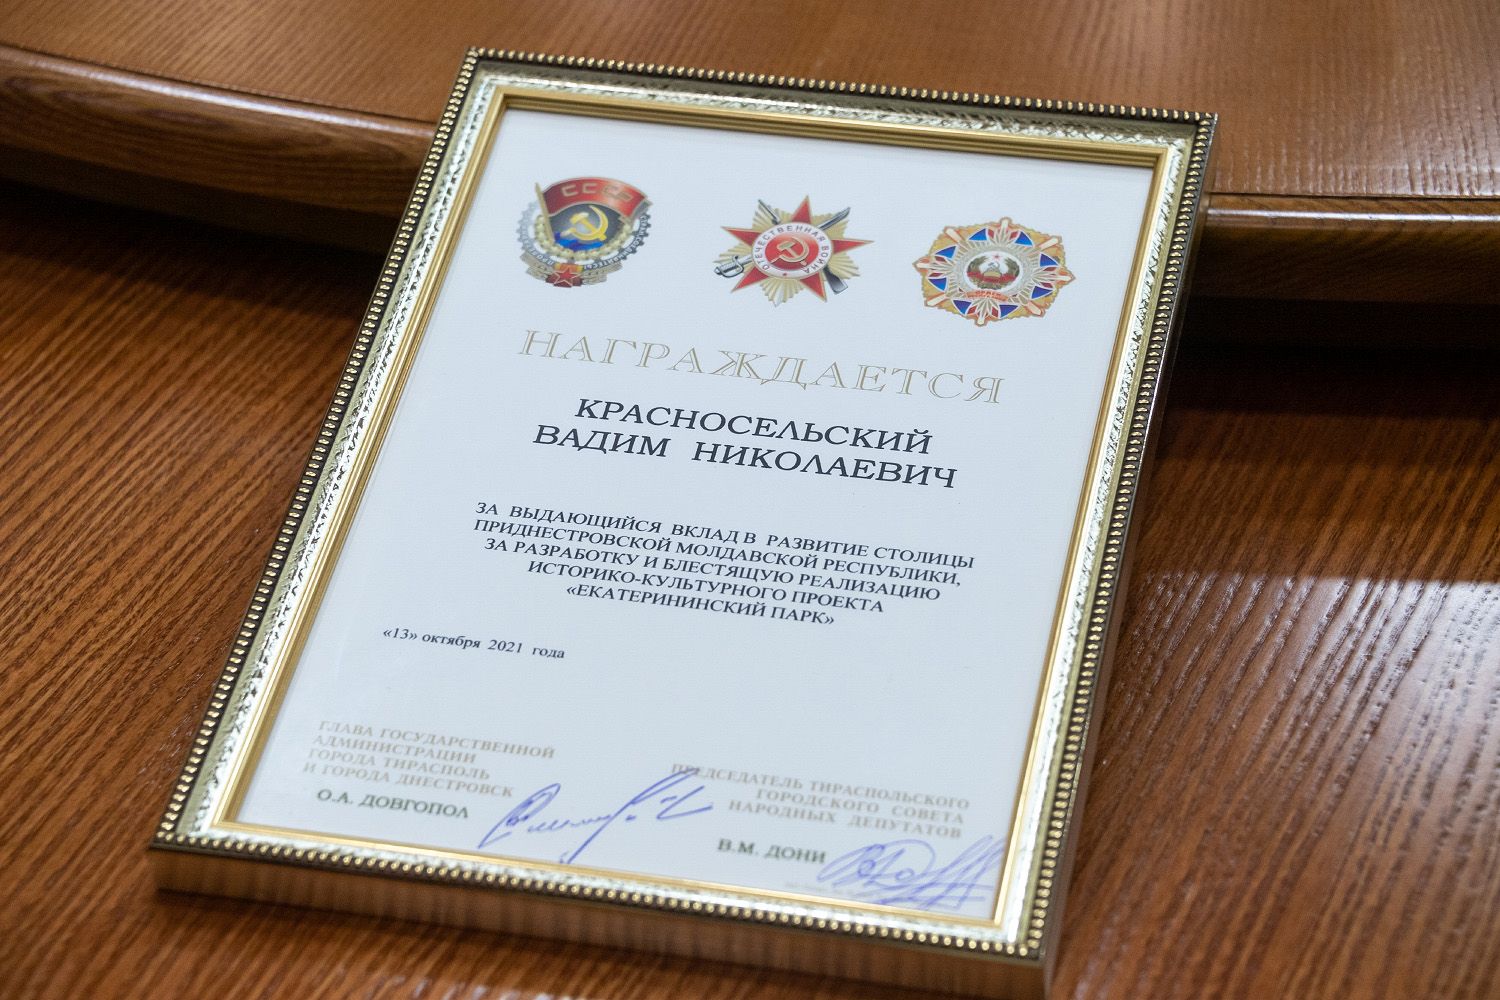 СССР
ОТЕЧЕСТВЕННАЯ ВОЙНА
НАГРАЖДАЕТСЯ
КРАСНОСЕЛЬСКИЙ
ВАДИМ НИКОЛАЕВИЧ
ЗА ВЫДАЮЩИЙСЯ ВКЛАД В РАЗВИТИЕ СТОЛИЦЫ
ПРИДНЕСТРОВСКОЙ МОЛДАВСКОЙ РЕСПУБЛИКИ,
ЗА РАЗРАБОТКУ И БЛЕСТЯЩУЮ РЕАЛИЗАЦИЮ
ИСТОРИКО-КУЛЬТУРНОГО ПРОЕКТА
«ЕКАТЕРИНИНСКИЙ ПАРК»
«13» октября 2021 года
ГЛАВА ГОСУДАРСТВЕННОЙ
АДМИНИСТРАЦИИ
ГОРОДА ТИРАСПОЛЬ
И ГОРОДА ДНЕСТРОВСК
О.А. ДОВГОПОЛ
ПРЕДСЕДАТЕЛЬ ТИРАСПОЛЬСКОГО
ГОРОДСКОГО СОВЕТА
НАРОДНЫХ ДЕПУТАТОВ
В.М. ДОНИ